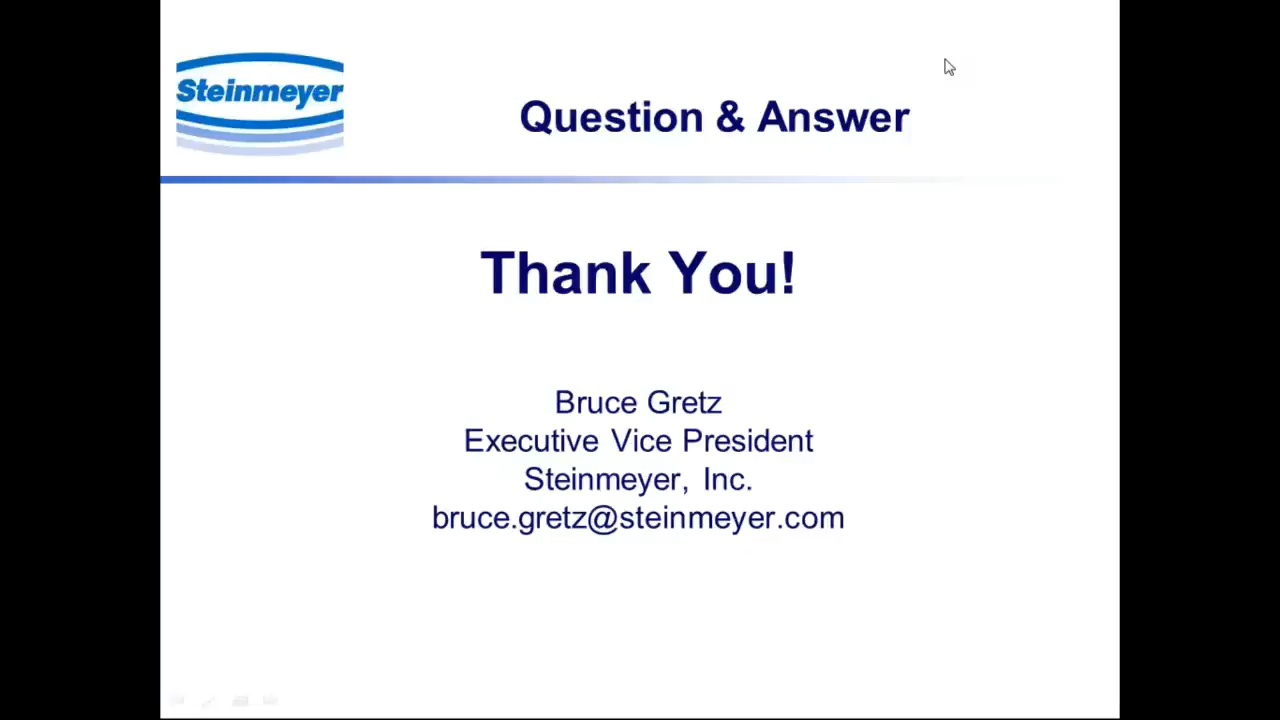 Steinmeyer
Question & Answer
Thank You!
Bruce Gretz
Executive Vice President
Steinmeyer, Inc.
bruce.gretz@steinmeyer.com